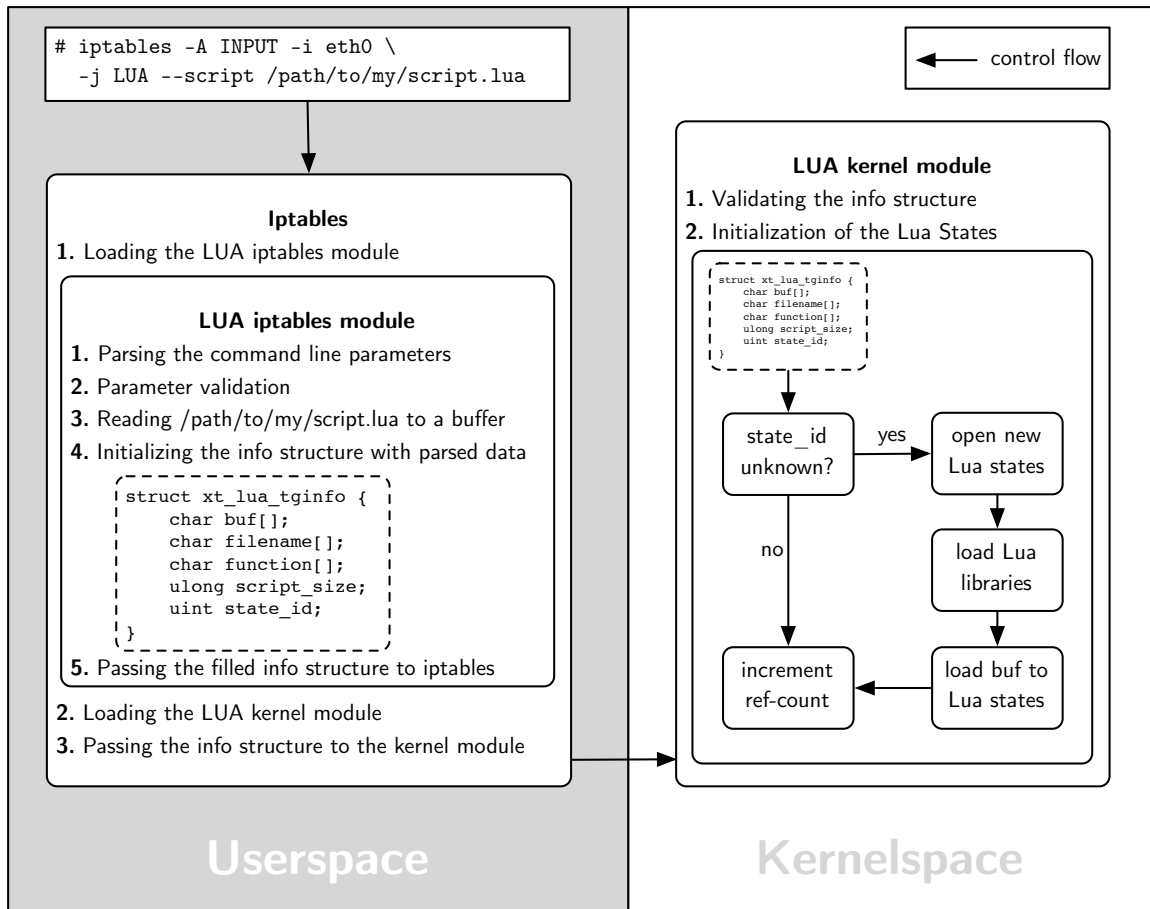 # iptables -A INPUT -i eth0 \
-j LUA --script /path/to/my/script.lua
Iptables
1. Loading the LUA iptables module
LUA iptables module
1. Parsing the command line parameters
2. Parameter validation
3. Reading /path/to/my/script.lua to a buffer
4. Initializing the info structure with parsed data
struct xt_lua_tginfo {
char buf[];
char filename[];
char function[];
ulong script_size;
uint state_id;
}
5. Passing the filled info structure to iptables
2. Loading the LUA kernel module
3. Passing the info structure to the kernel module
Userspace
control flow
LUA kernel module
1. Validating the info structure
2. Initialization of the Lua States
struct xt_lua_tginfo {
char buf[];
char filename[];
char function[];
ulong script_size;
uint state_id;
}
state_id
unknown?
yes
open new
Lua states
no
load Lua
libraries
increment
ref-count
load buf to
Lua states
Kernelspace